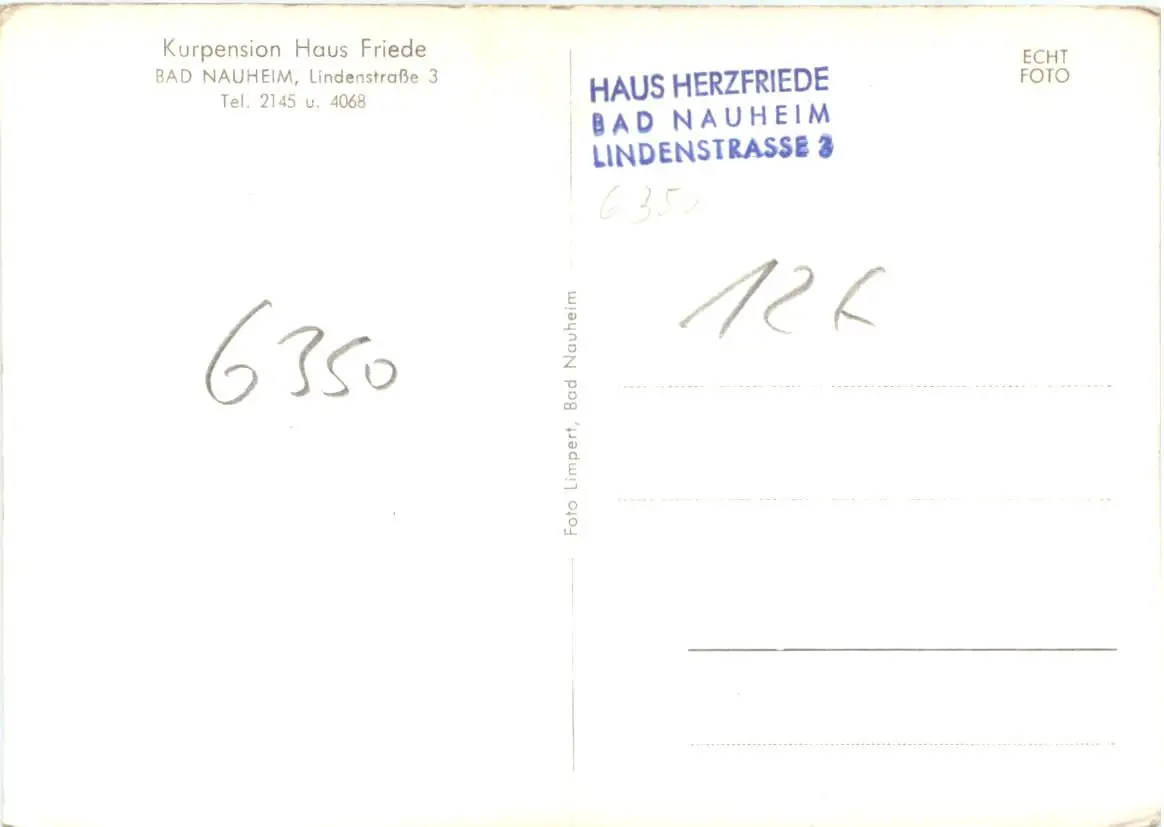 Kurpension Haus Friede
BAD NAUHEIM, Lindenstraße 3
Tel. 2145 u. 4068
6350
Foto Limpert, Bad Nauheim
HAUS HERZFRIEDE
BAD NAUHEIM
LINDENSTRASSE 3
6350
ECHT
FOTO